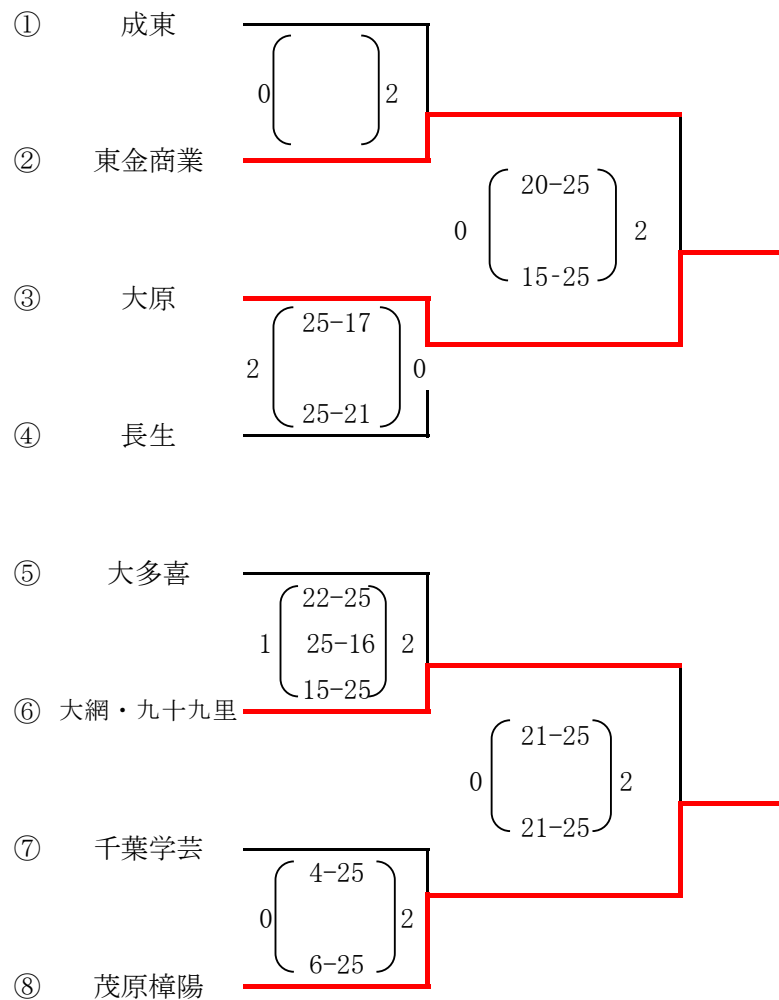 ① 成東
0 2
② 東金商業
20-25
0 2
15-25
③ 大原
25-17
2 0
25-21
④ 長生
⑤ 大多喜
22-25
1 25-16 2
15-25
⑥ 大網・九十九里
21-25
0 2
21-25
⑦ 千葉学芸
4-25
0 2
6-25
⑧ 茂原樟陽